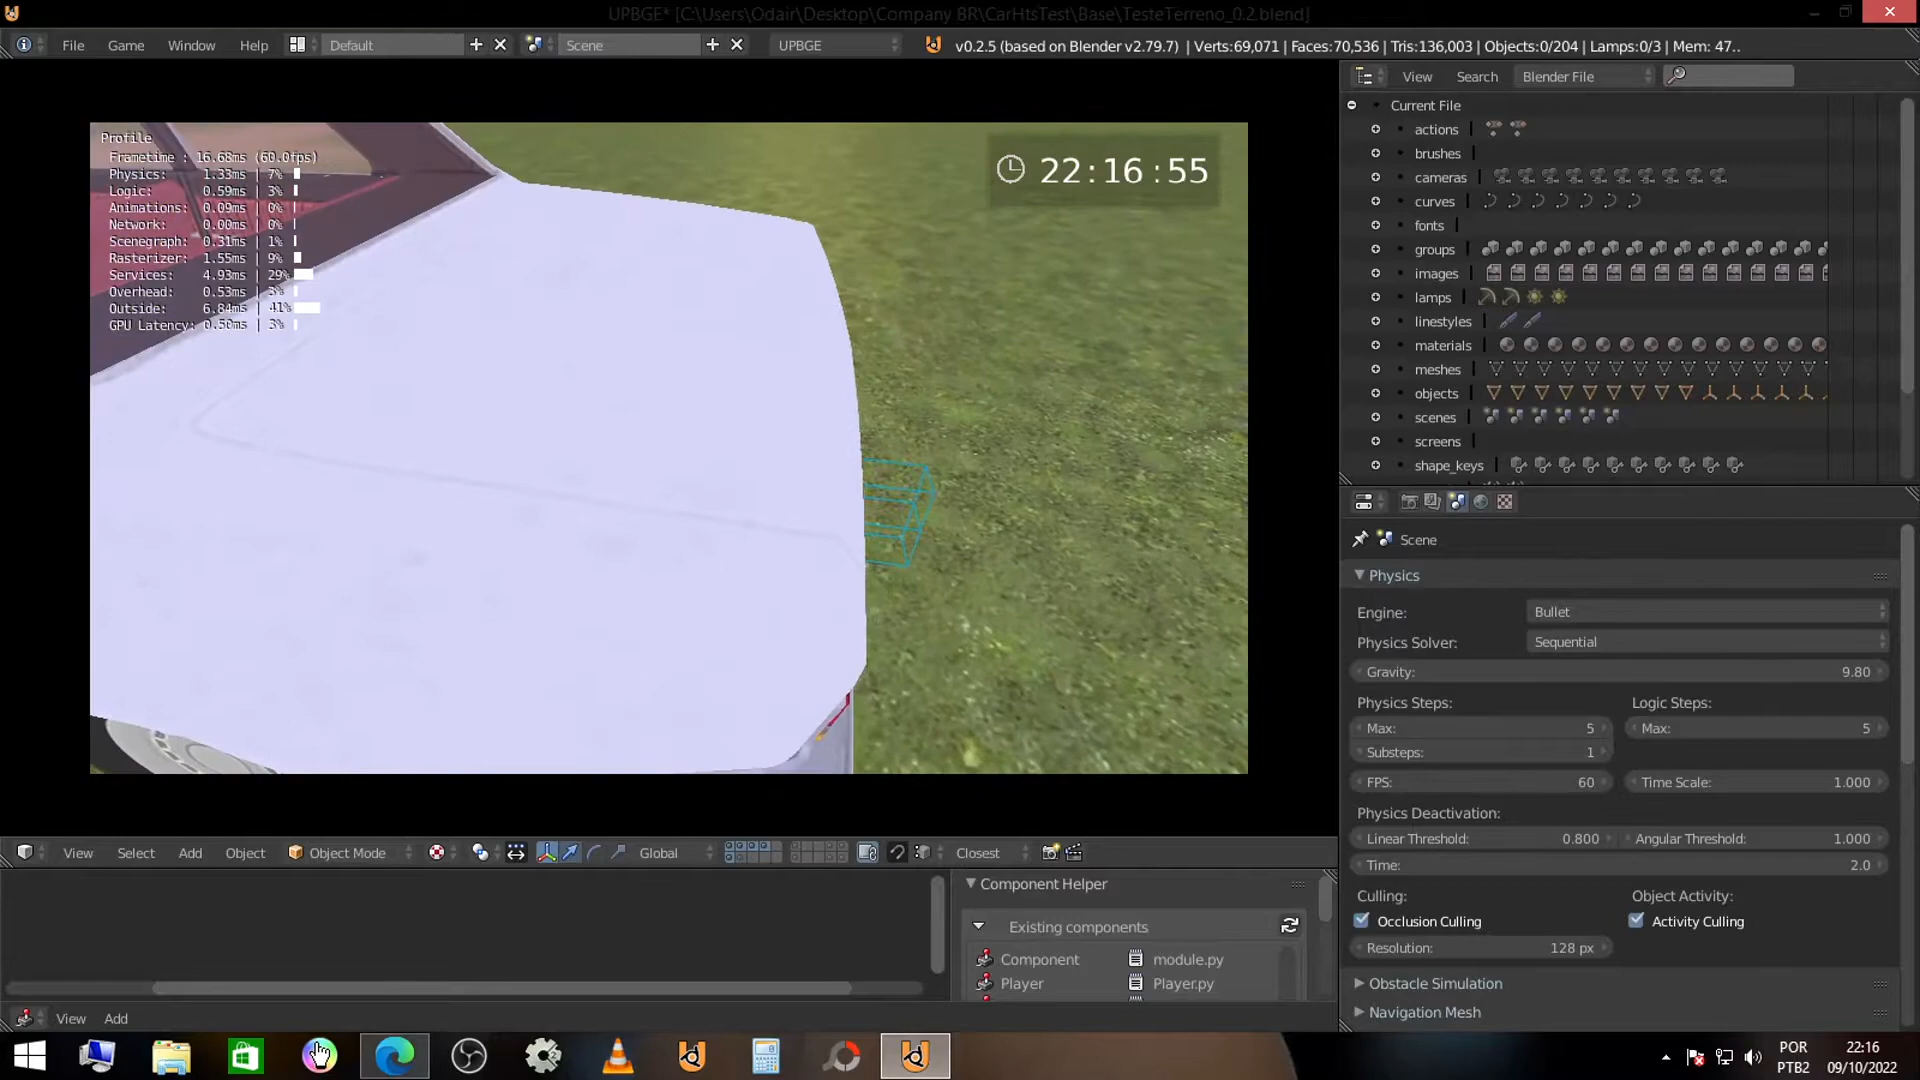 UPBGE* [C:\Users\Odair\Desktop\Company BR\CarHtsTest\Base\TesteTerreno_0.2.blend]
File Game Window Help Default Scene UPBGE v0.2.5 (based on Blender v2.79.7) | Verts:69,071 | Faces:70,536 | Tris:136,003 | Objects:0/204 | Lamps:0/3 | Mem: 47..
View Search Blender File
Current File
actions
brushes
cameras
curves
fonts
groups
images
lamps
linestyles
materials
meshes
objects
scenes
screens
shape_keys
Profile
Frametime : 16.68ms (60.0fps)
Physics: 1.33ms | 7%
Logic: 0.59ms | 3%
Animations: 0.09ms | 0%
Network: 0.00ms | 0%
Scenegraph: 0.31ms | 1%
Rasterizer: 1.55ms | 9%
Services: 4.93ms | 29%
Overhead: 0.53ms | 3%
Outside: 6.84ms | 41%
GPU Latency: 0.50ms | 3%
22:16:55
Scene
Physics
Engine: Bullet
Physics Solver: Sequential
Gravity: 9.80
Physics Steps: Logic Steps:
Max: 5 Max: 5
Substeps: 1
FPS: 60 Time Scale: 1.000
Physics Deactivation:
Linear Threshold: 0.800 Angular Threshold: 1.000
Time: 2.0
Culling: Object Activity:
Occlusion Culling Activity Culling
Resolution: 128 px
Obstacle Simulation
Navigation Mesh
View Select Add Object Object Mode Global Closest
Component Helper
Existing components
Component module.py
Player Player.py
View Add
POR 22:16
PTB2 09/10/2022